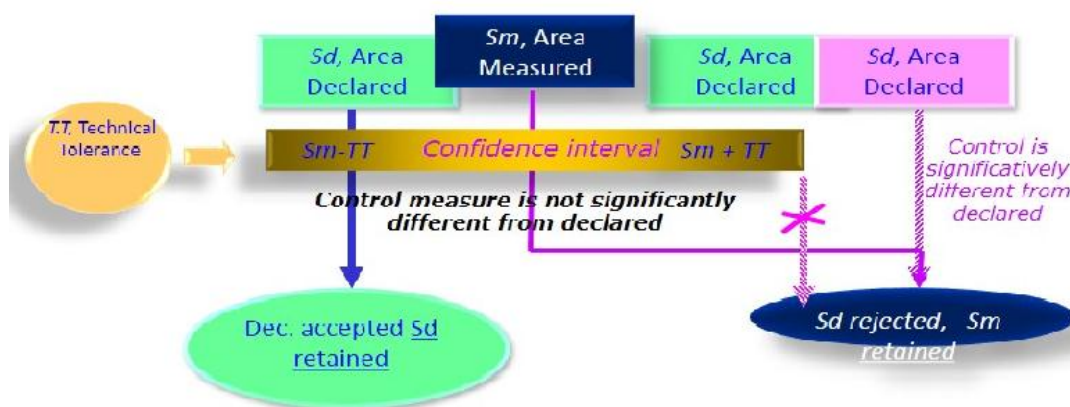 Sd, Area
Declared
Sm, Area
Measured
Sd, Area
Declared
Sd, Area
Declared
T.T, Technical
Tolerance
Sm-TT
Confidence interval
Sm + TT
Control measure is not significantly
different from declared
Control is
significatively
different from
declared
Dec. accepted Sd
retained
Sd rejected, Sm
retained